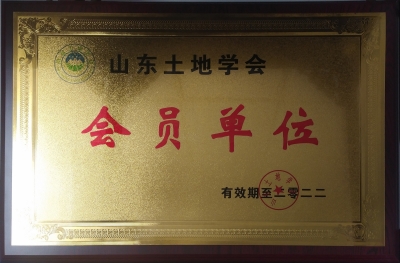 山东土地学会
会员单位
有效期至二零二二